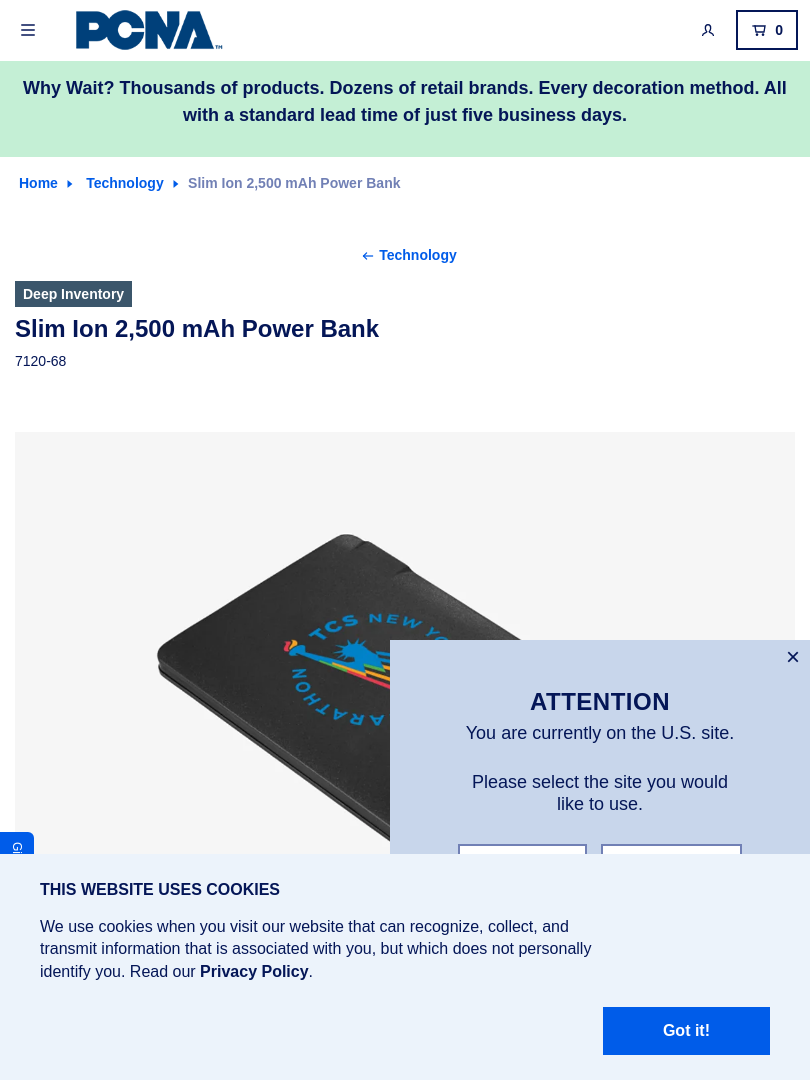 PCNA
0
Why Wait? Thousands of products. Dozens of retail brands. Every decoration method. All
with a standard lead time of just five business days.
Home Technology Slim Ion 2,500 mAh Power Bank
Technology
Deep Inventory
Slim Ion 2,500 mAh Power Bank
7120-68
TCS NEW YO
ARATHON
ATTENTION
You are currently on the U.S. site.
Please select the site you would
like to use.
THIS WEBSITE USES COOKIES
We use cookies when you visit our website that can recognize, collect, and
transmit information that is associated with you, but which does not personally
identify you. Read our Privacy Policy.
Got it!